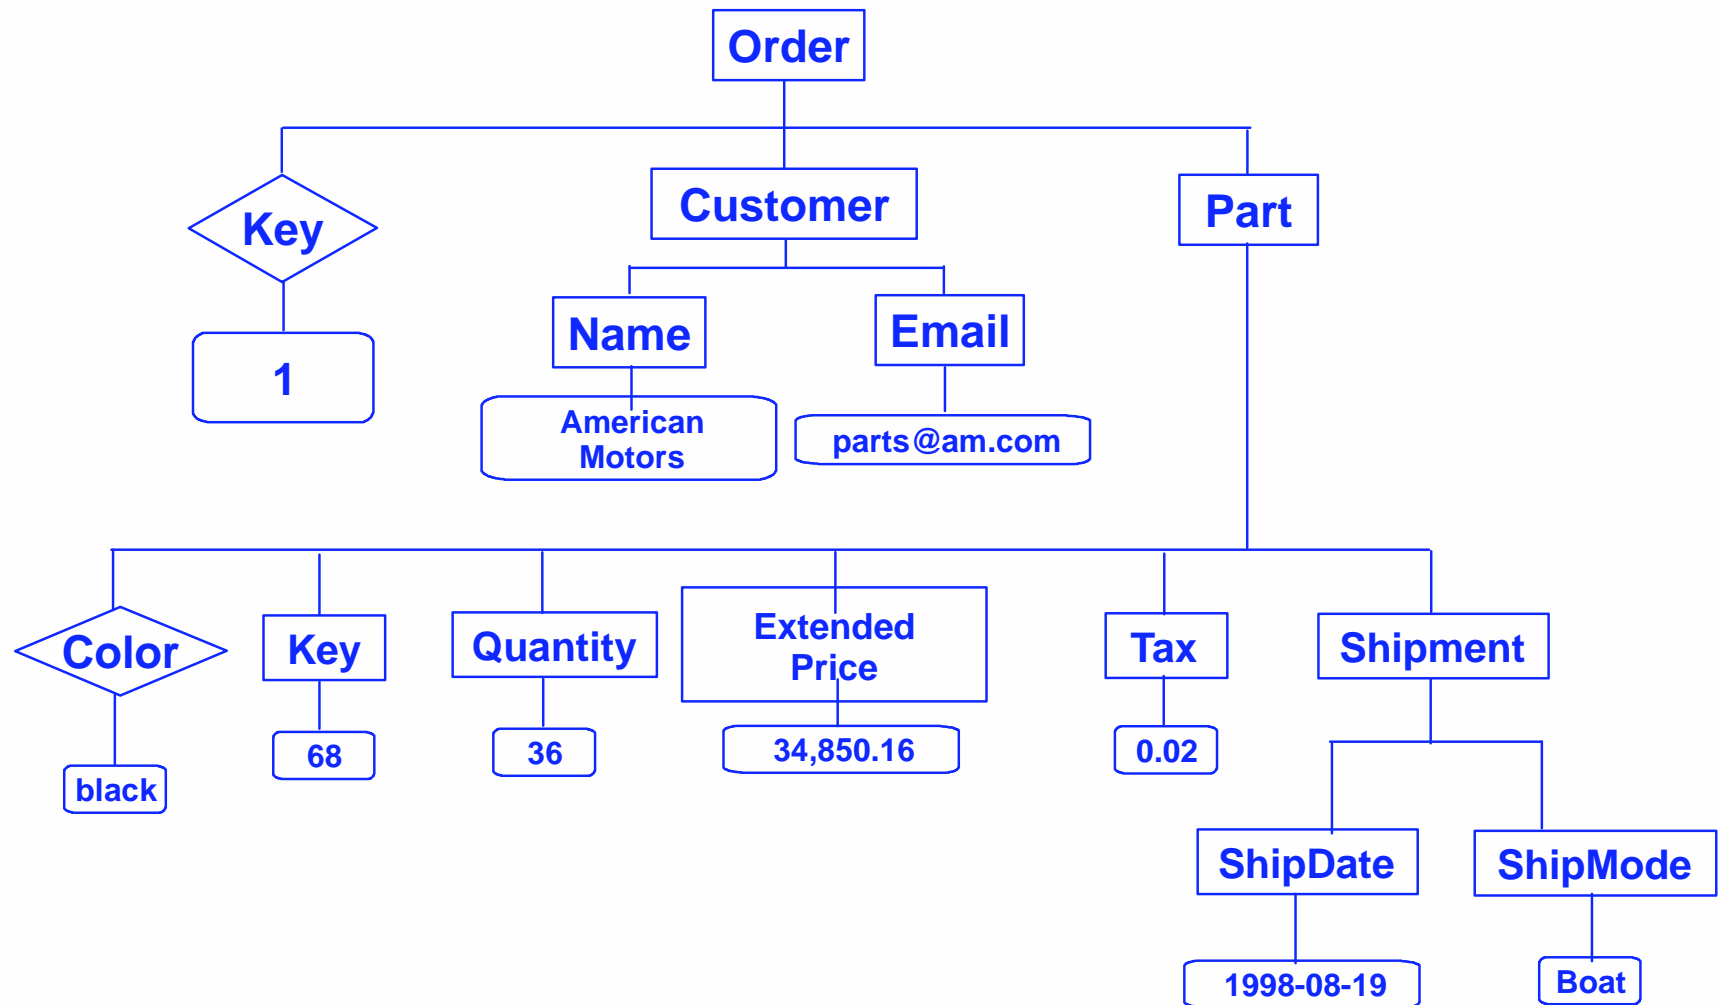 Order
Key
Customer
Part
1
Name
Email
American
Motors
parts@am.com
Color
Key
Quantity
Extended
Price
Tax
Shipment
black
68
36
34,850.16
0.02
ShipDate
ShipMode
1998-08-19
Boat